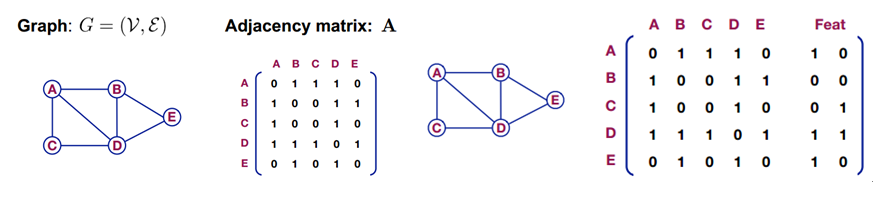 Graph: G = (𝒱, ℰ)
Adjacency matrix: A
A B E C D
A B C D E
A 0 1 1 1 0
B 1 0 0 1 1
C 1 0 0 1 0
D 1 1 1 0 1
E 0 1 0 1 0
A B E C D
A B C D E Feat
A 0 1 1 1 0 1 0
B 1 0 0 1 1 0 0
C 1 0 0 1 0 0 1
D 1 1 1 0 1 1 1
E 0 1 0 1 0 1 0